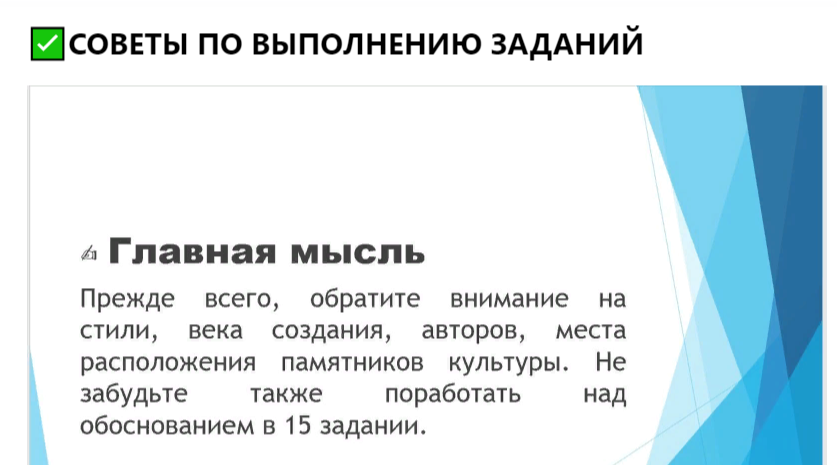 ✅СОВЕТЫ ПО ВЫПОЛНЕНИЮ ЗАДАНИЙ
✍ Главная мысль
Прежде всего, обратите внимание на
стили, века создания, авторов, места
расположения памятников культуры. Не
забудьте также поработать над
обоснованием в 15 задании.